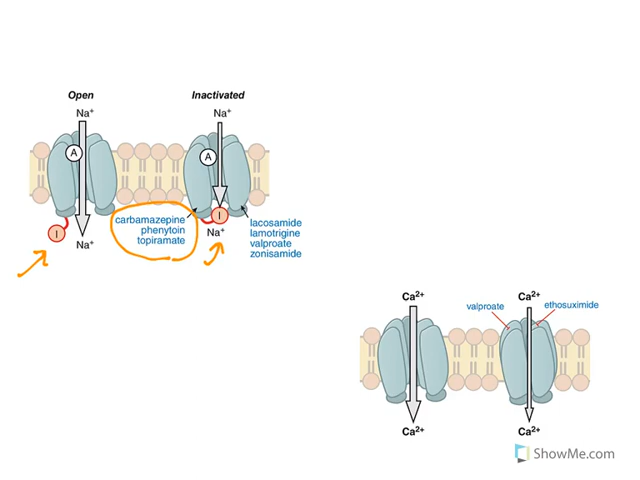 Open
Inactivated
Na⁺
Na⁺
A
A
I
I
Na⁺
Na⁺
carbamazepine
phenytoin
topiramate
lacosamide
lamotrigine
valproate
zonisamide
Ca²⁺
Ca²⁺
valproate
ethosuximide
Ca²⁺
Ca²⁺
ShowMe.com